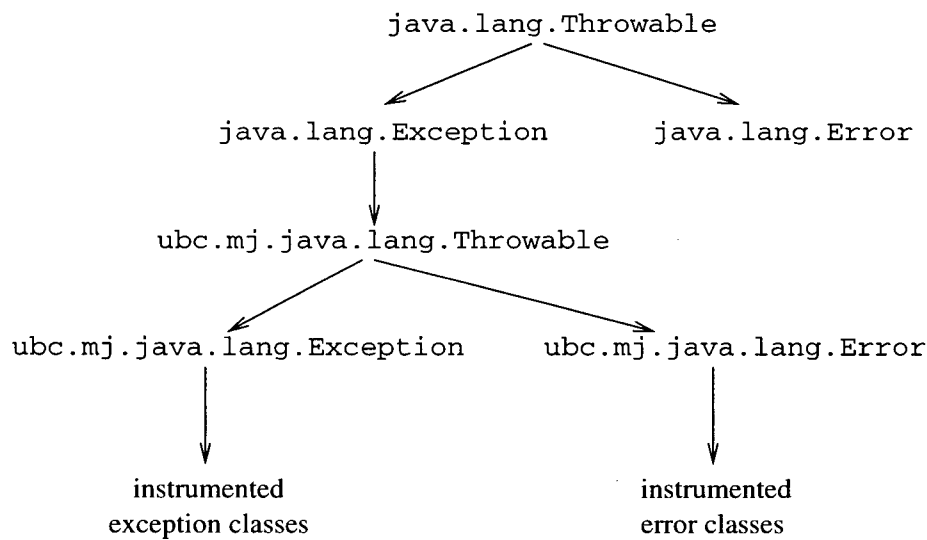 java.lang.Throwable
java.lang.Exception
java.lang.Error
ubc.mj.java.lang.Throwable
ubc.mj.java.lang.Exception
ubc.mj.java.lang.Error
instrumented
exception classes
instrumented
error classes